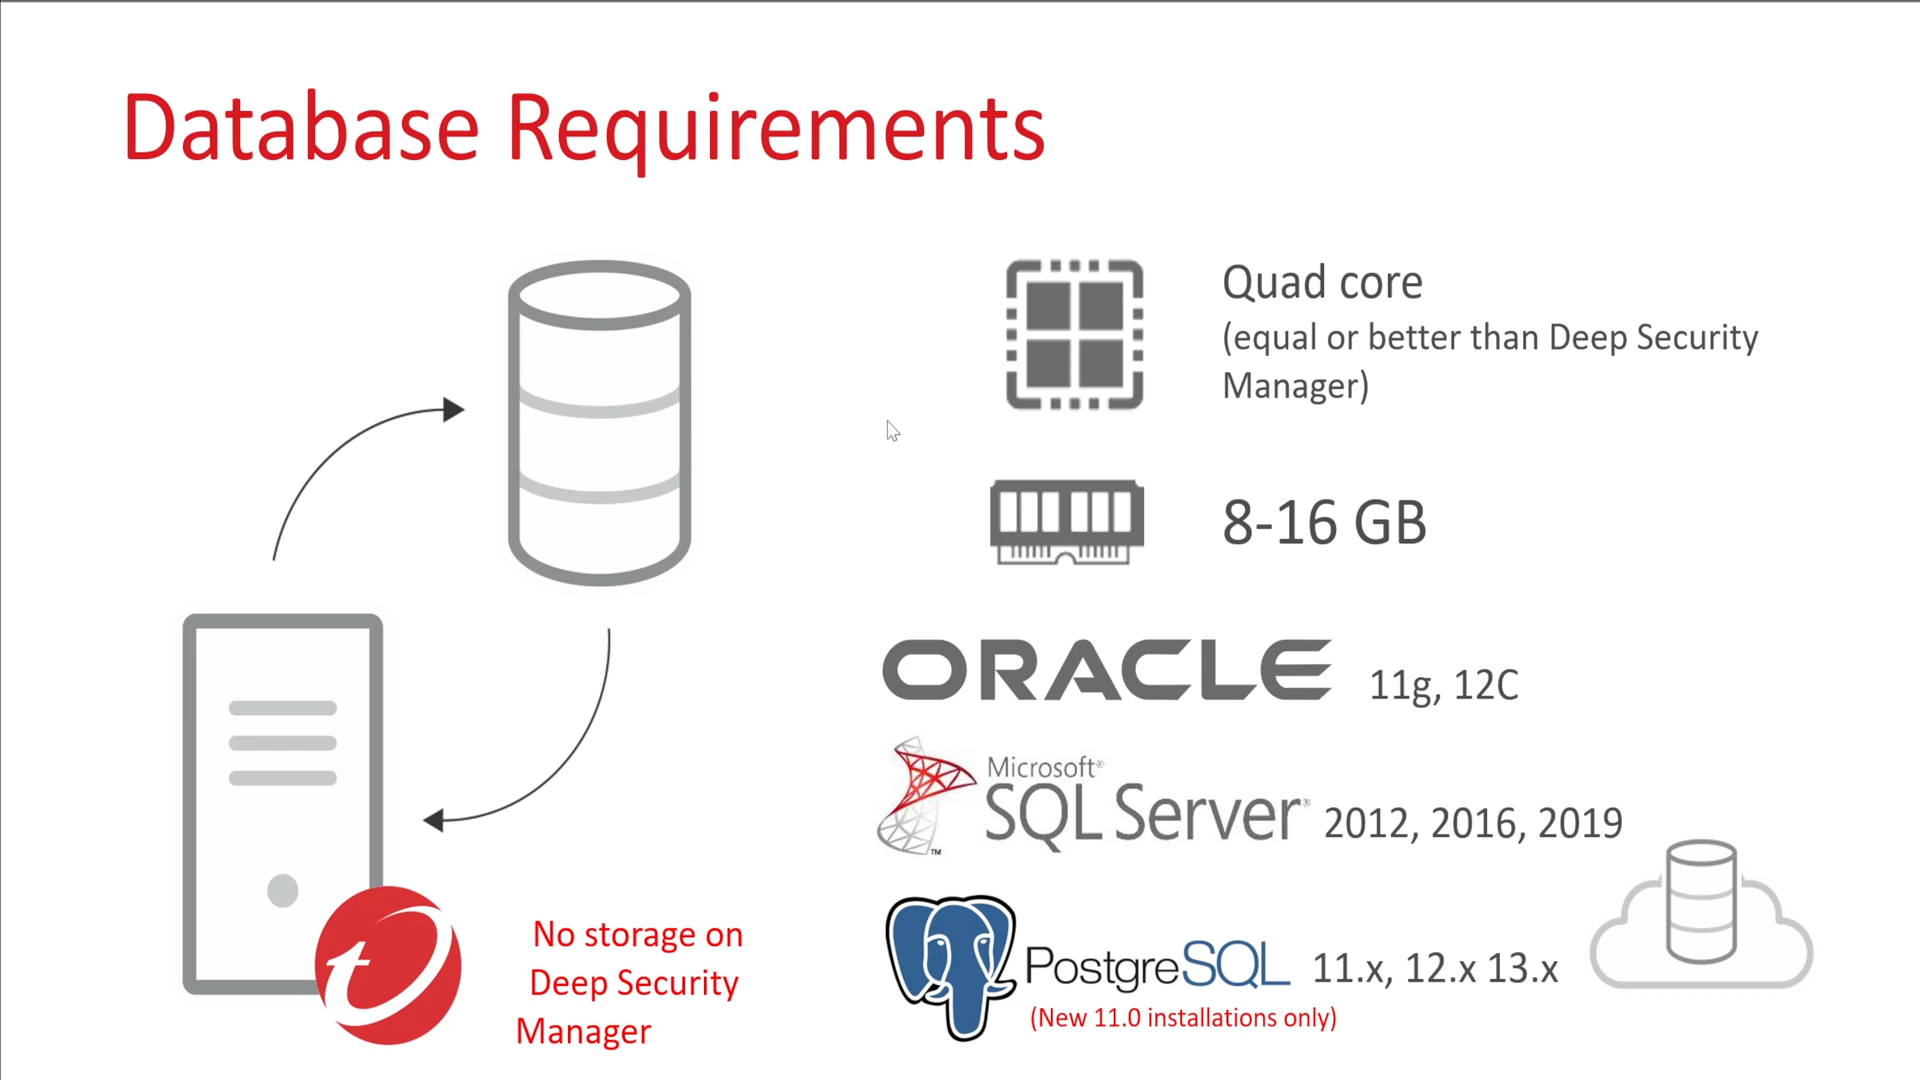 Database Requirements
Quad core
(equal or better than Deep Security
Manager)
8-16 GB
ORACLE 11g, 12C
Microsoft®
SQL Server® 2012, 2016, 2019
TM
PostgreSQL 11.x, 12.x 13.x
(New 11.0 installations only)
No storage on
Deep Security
Manager